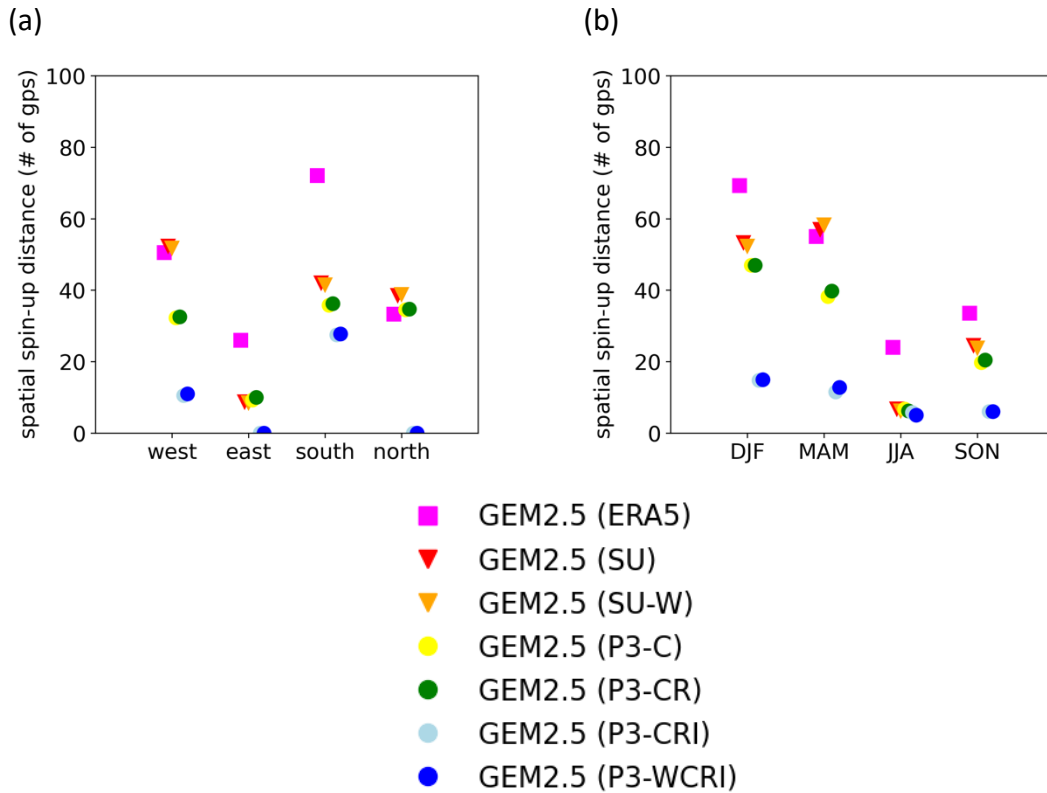 (a)
spatial spin-up distance (# of gps)
100
80
60
40
20
0
west east south north
(b)
spatial spin-up distance (# of gps)
100
80
60
40
20
0
DJF MAM JJA SON
GEM2.5 (ERA5)
GEM2.5 (SU)
GEM2.5 (SU-W)
GEM2.5 (P3-C)
GEM2.5 (P3-CR)
GEM2.5 (P3-CRI)
GEM2.5 (P3-WCRI)